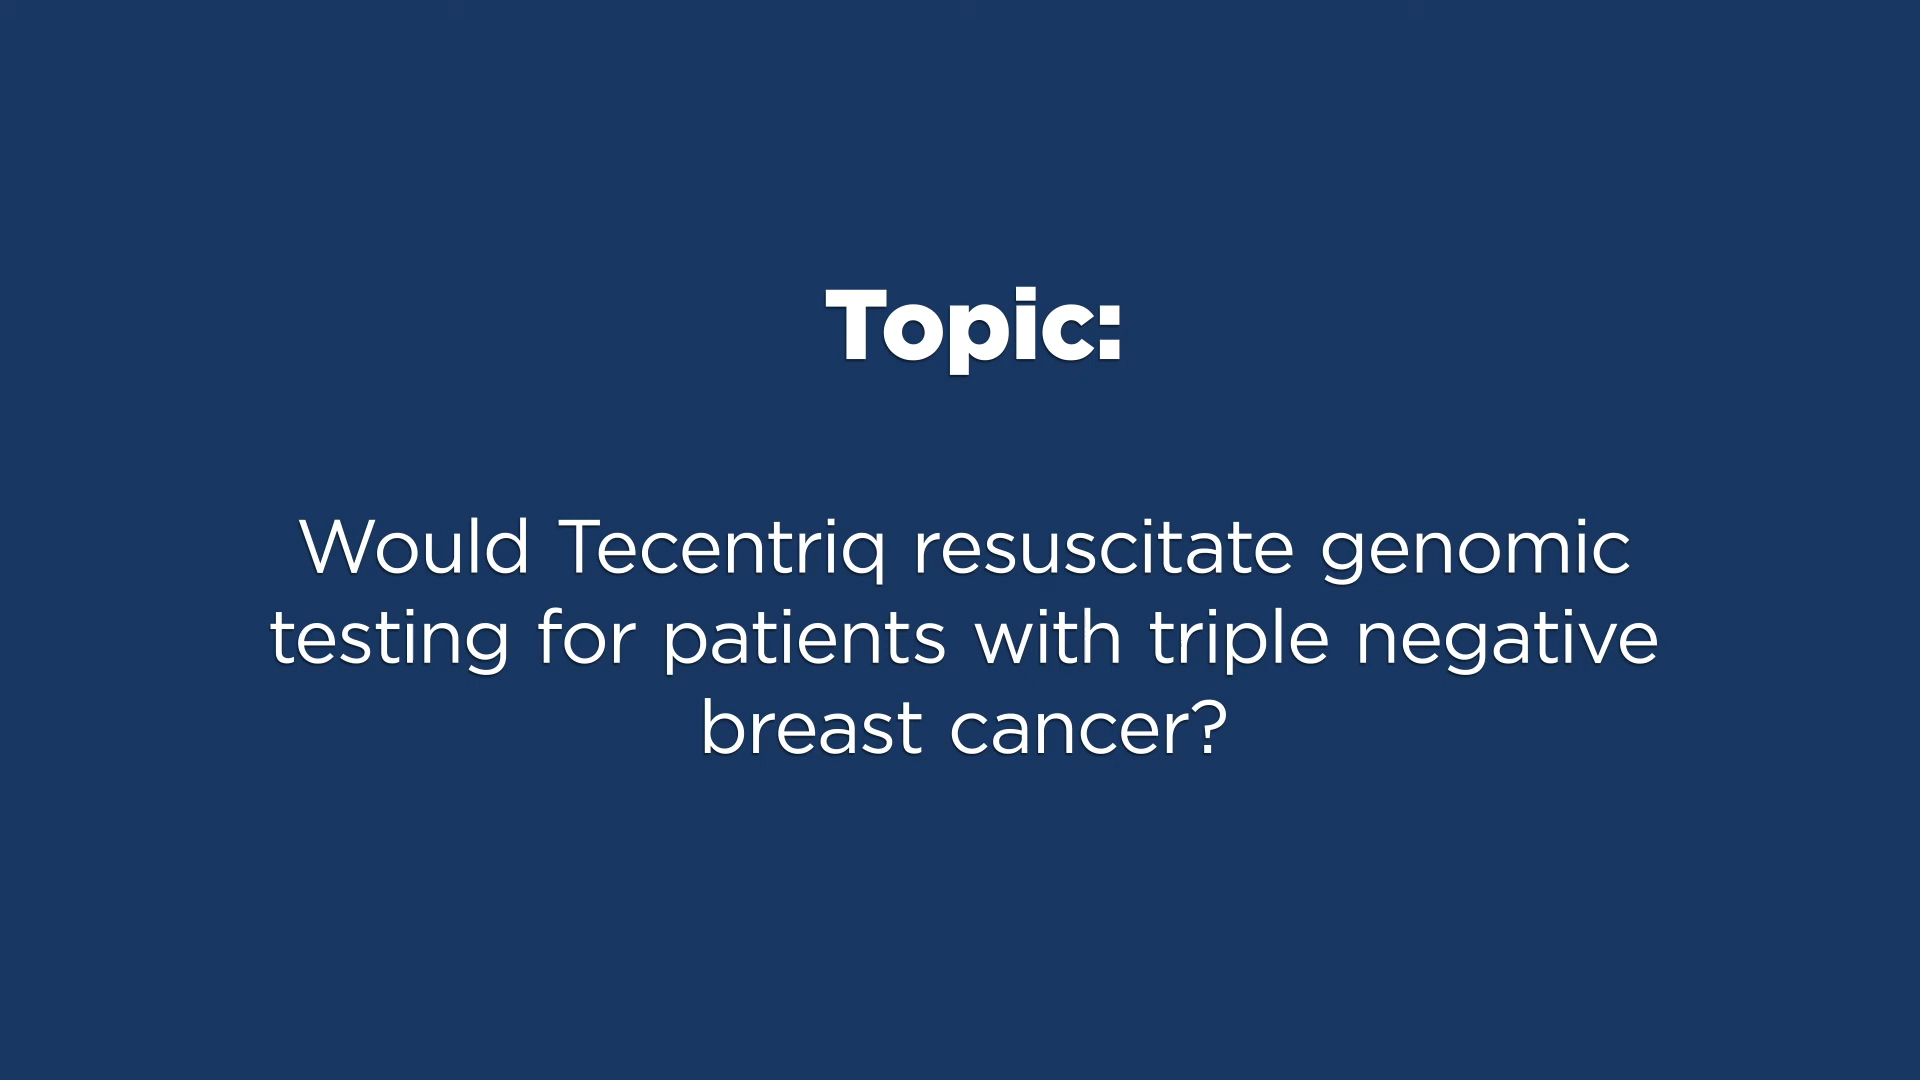 Topic:
Would Tecentriq resuscitate genomic
testing for patients with triple negative
breast cancer?